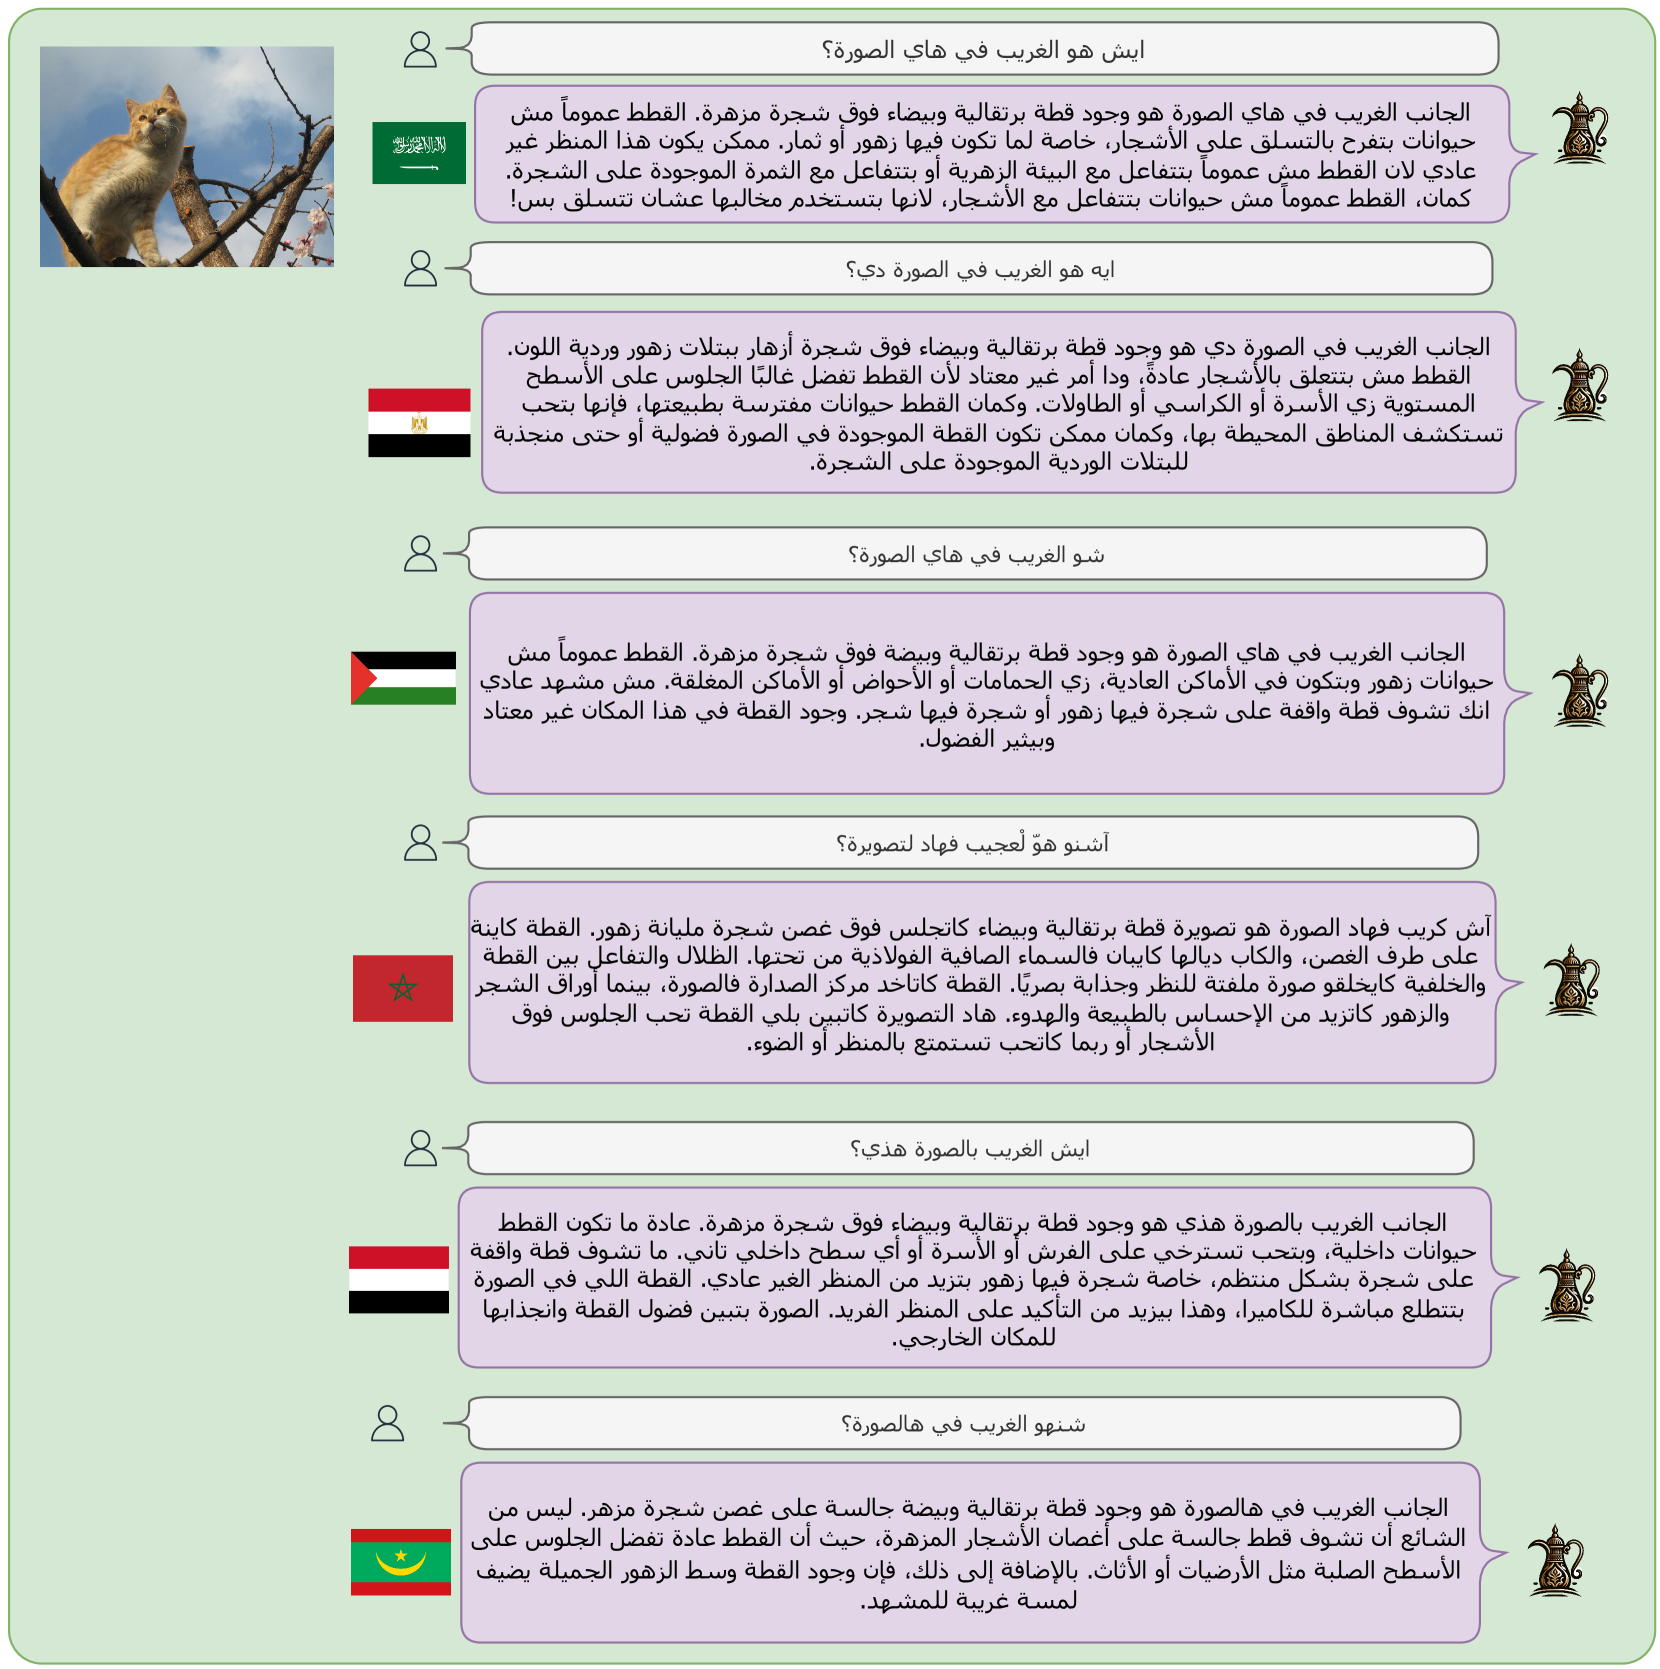 ايش هو الغريب في هاي الصورة؟
الجانب الغريب في هاي الصورة هو وجود قطة برتقالية وبيضاء فوق شجرة مزهرة. القطط عموماً مش
حيوانات بتفرح بالتسلق على الأشجار، خاصة لما تكون فيها زهور أو ثمار. ممكن يكون هذا المنظر غير
عادي لان القطط مش عموماً بتتفاعل مع البيئة الزهرية أو بتتفاعل مع الثمرة الموجودة على الشجرة.
كمان، القطط عموماً مش حيوانات بتتفاعل مع الأشجار، لانها بتستخدم مخالبها عشان تتسلق بس!
ايه هو الغريب في الصورة دي؟
الجانب الغريب في الصورة دي هو وجود قطة برتقالية وبيضاء فوق شجرة أزهار ببتلات زهور وردية اللون.
القطط مش بتتعلق بالأشجار عادةً، ودا أمر غير معتاد لأن القطط تفضل غالبًا الجلوس على الأسطح
المستوية زي الأسرة أو الكراسي أو الطاولات. وكمان القطط حيوانات مفترسة بطبيعتها، فإنها بتحب
تستكشف المناطق المحيطة بها، وكمان ممكن تكون القطة الموجودة في الصورة فضولية أو حتى منجذبة
للبتلات الوردية الموجودة على الشجرة.
شو الغريب في هاي الصورة؟
الجانب الغريب في هاي الصورة هو وجود قطة برتقالية وبيضة فوق شجرة مزهرة. القطط عموماً مش
حيوانات زهور وبتكون في الأماكن العادية، زي الحمامات أو الأحواض أو الأماكن المغلقة. مش مشهد عادي
انك تشوف قطة واقفة على شجرة فيها زهور أو شجرة فيها شجر. وجود القطة في هذا المكان غير معتاد
وبيثير الفضول.
آشنو هوّ لْعجيب فهاد لتصويرة؟
آش كريب فهاد الصورة هو تصويرة قطة برتقالية وبيضاء كاتجلس فوق غصن شجرة مليانة زهور. القطة كاينة
على طرف الغصن، والكاب ديالها كايبان فالسماء الصافية الفولاذية من تحتها. الظلال والتفاعل بين القطة
والخلفية كايخلقو صورة ملفتة للنظر وجذابة بصريًا. القطة كاتاخد مركز الصدارة فالصورة، بينما أوراق الشجر
والزهور كاتزيد من الإحساس بالطبيعة والهدوء. هاد التصويرة كاتبين بلي القطة تحب الجلوس فوق
الأشجار أو ربما كاتحب تستمتع بالمنظر أو الضوء.
ايش الغريب بالصورة هذي؟
الجانب الغريب بالصورة هذي هو وجود قطة برتقالية وبيضاء فوق شجرة مزهرة. عادة ما تكون القطط
حيوانات داخلية، وبتحب تسترخي على الفرش أو الأسرة أو أي سطح داخلي تاني. ما تشوف قطة واقفة
على شجرة بشكل منتظم، خاصة شجرة فيها زهور بتزيد من المنظر الغير عادي. القطة اللي في الصورة
بتتطلع مباشرة للكاميرا، وهذا بيزيد من التأكيد على المنظر الفريد. الصورة بتبين فضول القطة وانجذابها
للمكان الخارجي.
شنهو الغريب في هالصورة؟
الجانب الغريب في هالصورة هو وجود قطة برتقالية وبيضة جالسة على غصن شجرة مزهر. ليس من
الشائع أن تشوف قطط جالسة على أغصان الأشجار المزهرة، حيث أن القطط عادة تفضل الجلوس على
الأسطح الصلبة مثل الأرضيات أو الأثاث. بالإضافة إلى ذلك، فإن وجود القطة وسط الزهور الجميلة يضيف
لمسة غريبة للمشهد.